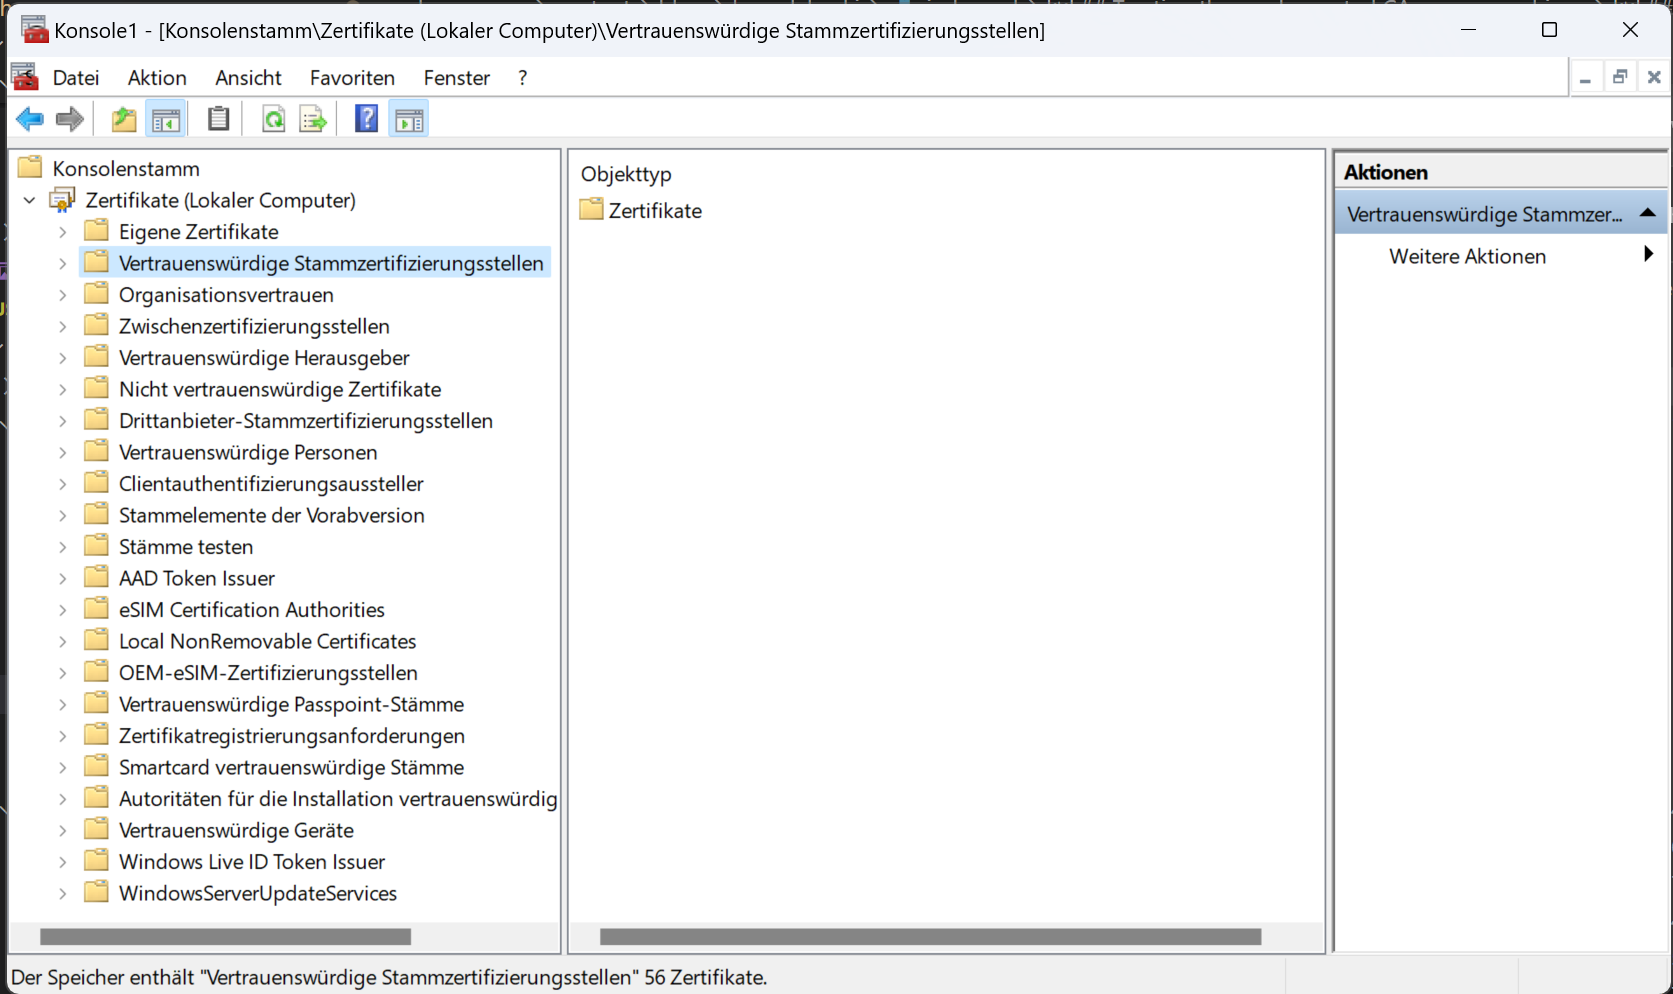 Konsole1 - [Konsolenstamm\Zertifikate (Lokaler Computer)\Vertrauenswürdige Stammzertifizierungsstellen]
Datei Aktion Ansicht Favoriten Fenster ?
Konsolenstamm
Zertifikate (Lokaler Computer)
Eigene Zertifikate
Vertrauenswürdige Stammzertifizierungsstellen
Organisationsvertrauen
Zwischenzertifizierungsstellen
Vertrauenswürdige Herausgeber
Nicht vertrauenswürdige Zertifikate
Drittanbieter-Stammzertifizierungsstellen
Vertrauenswürdige Personen
Clientauthentifizierungsaussteller
Stammelemente der Vorabversion
Stämme testen
AAD Token Issuer
eSIM Certification Authorities
Local NonRemovable Certificates
OEM-eSIM-Zertifizierungsstellen
Vertrauenswürdige Passpoint-Stämme
Zertifikatregistrierungsanforderungen
Smartcard vertrauenswürdige Stämme
Autoritäten für die Installation vertrauenswürdig
Vertrauenswürdige Geräte
Windows Live ID Token Issuer
WindowsServerUpdateServices
Objekttyp
Zertifikate
Aktionen
Vertrauenswürdige Stammzer...
Weitere Aktionen
Der Speicher enthält "Vertrauenswürdige Stammzertifizierungsstellen" 56 Zertifikate.